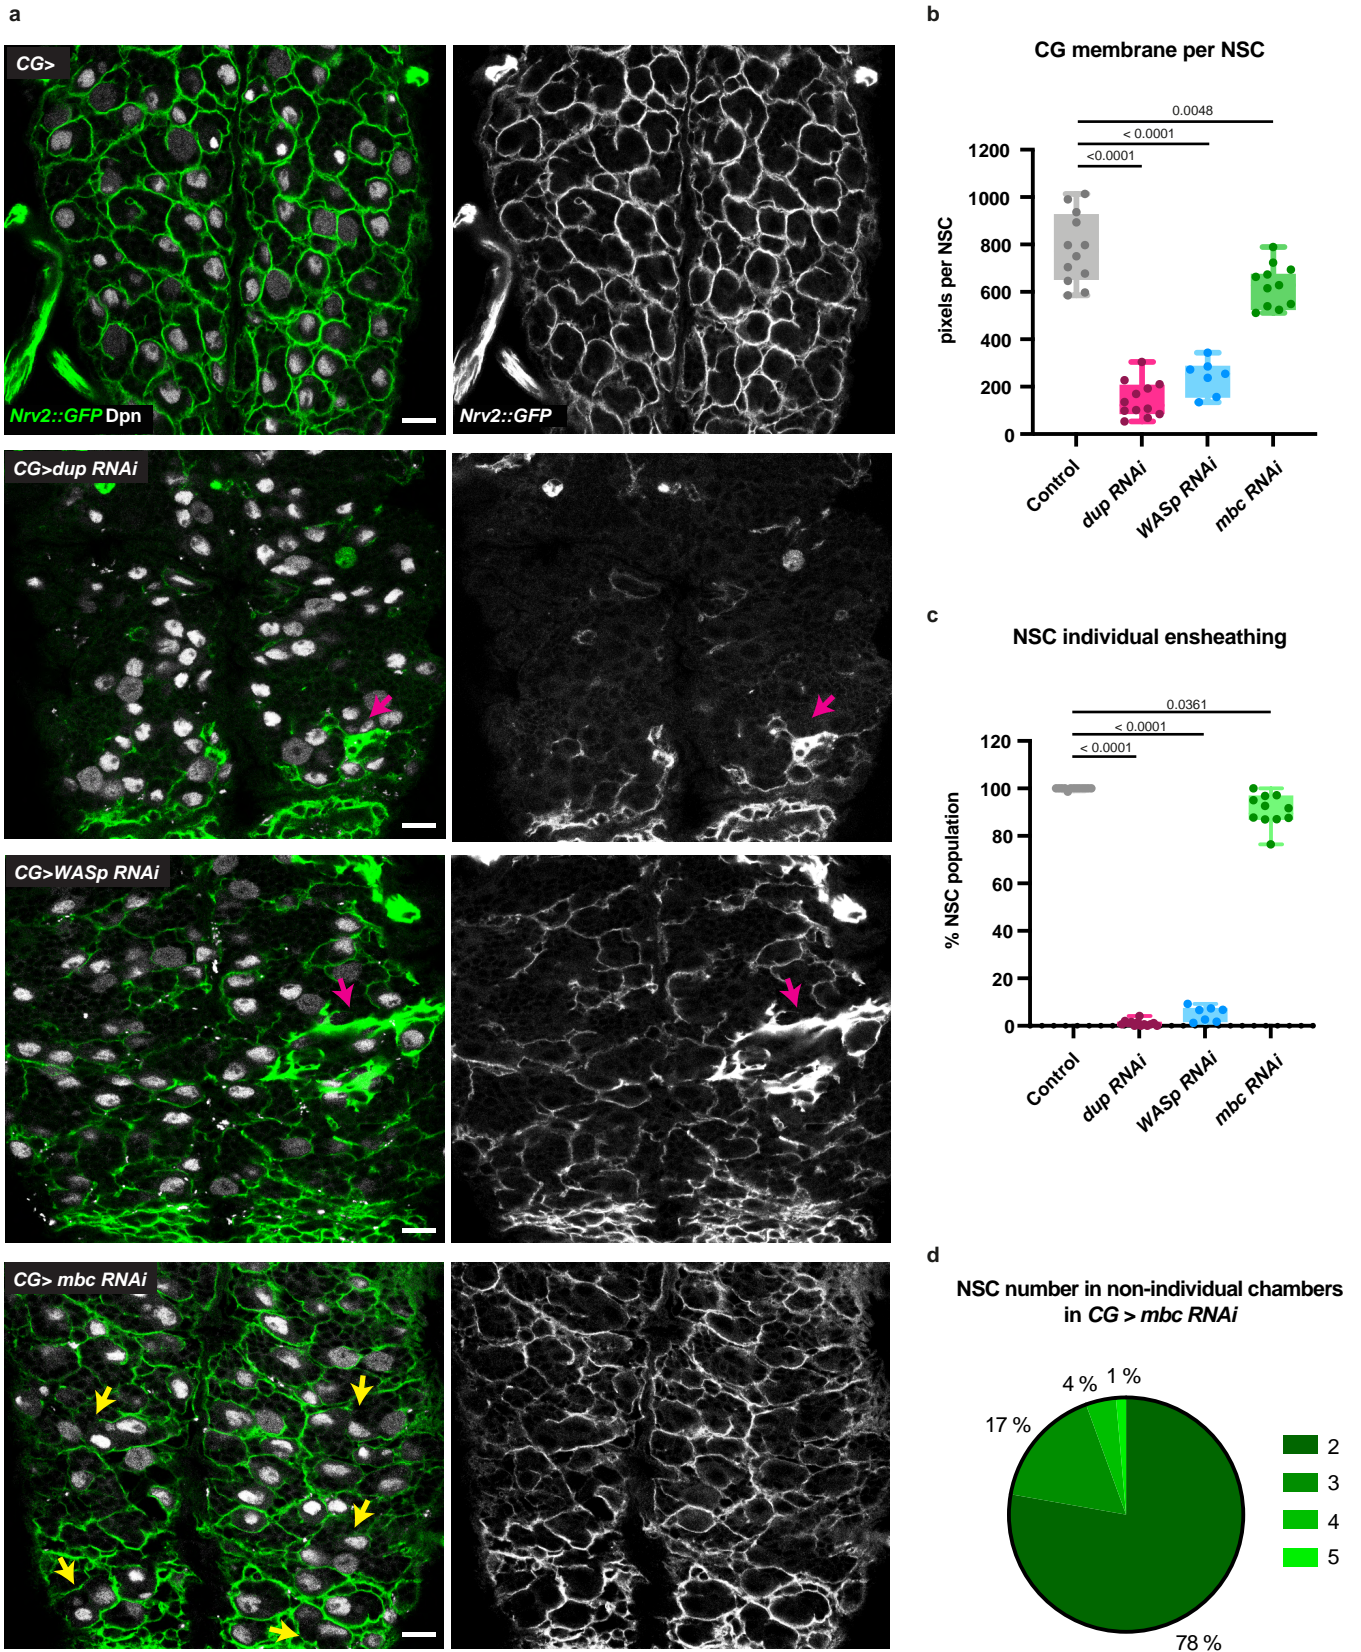 a
CG>
Nrv2::GFP Dpn
Nrv2::GFP
CG>dup RNAi
CG>WASp RNAi
CG> mbc RNAi
b
CG membrane per NSC
0.0048
< 0.0001
<0.0001
1200
1000
800
600
400
200
0
pixels per NSC
Control
dup RNAi
WASp RNAi
mbc RNAi
c
NSC individual ensheathing
0.0361
< 0.0001
< 0.0001
120
100
80
60
40
20
0
% NSC population
Control
dup RNAi
WASp RNAi
mbc RNAi
d
NSC number in non-individual chambers
in CG > mbc RNAi
1 %
4 %
17 %
78 %
2
3
4
5